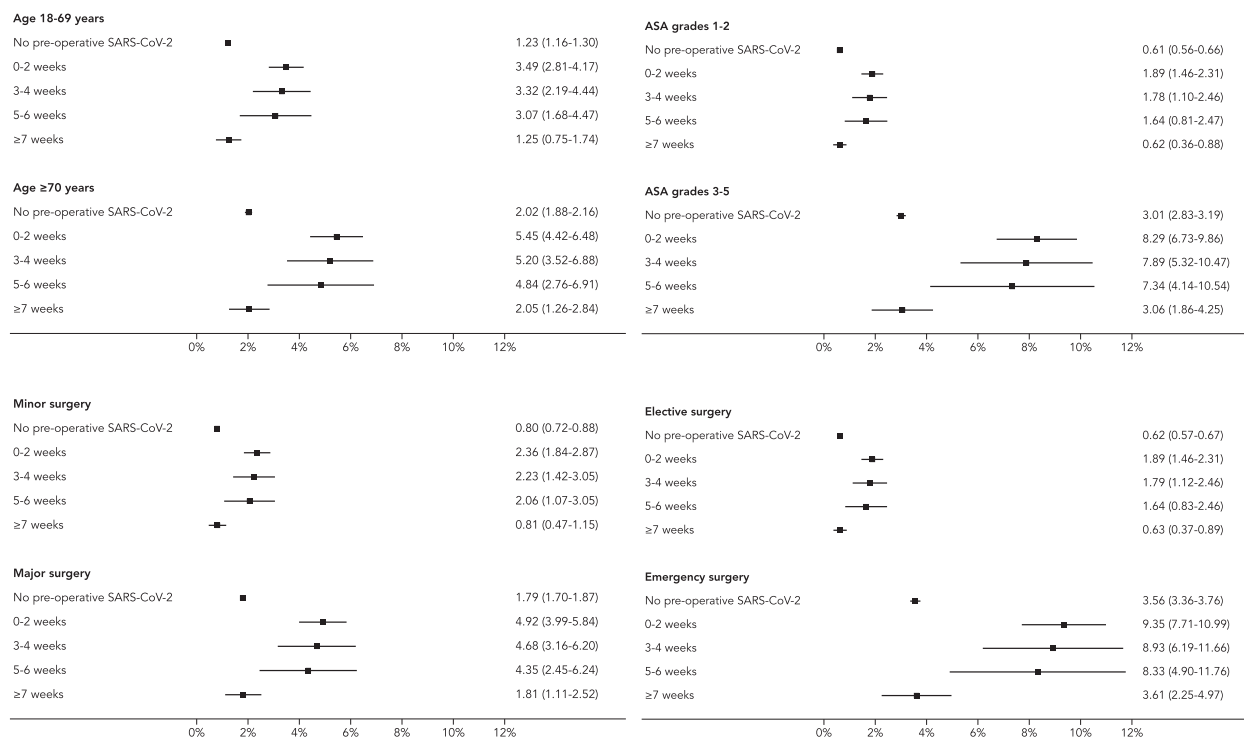 Age 18-69 years
No pre-operative SARS-CoV-2 1.23 (1.16-1.30)
0-2 weeks 3.49 (2.81-4.17)
3-4 weeks 3.32 (2.19-4.44)
5-6 weeks 3.07 (1.68-4.47)
≥7 weeks 1.25 (0.75-1.74)
Age ≥70 years
No pre-operative SARS-CoV-2 2.02 (1.88-2.16)
0-2 weeks 5.45 (4.42-6.48)
3-4 weeks 5.20 (3.52-6.88)
5-6 weeks 4.84 (2.76-6.91)
≥7 weeks 2.05 (1.26-2.84)
0% 2% 4% 6% 8% 10% 12%
ASA grades 1-2
No pre-operative SARS-CoV-2 0.61 (0.56-0.66)
0-2 weeks 1.89 (1.46-2.31)
3-4 weeks 1.78 (1.10-2.46)
5-6 weeks 1.64 (0.81-2.47)
≥7 weeks 0.62 (0.36-0.88)
ASA grades 3-5
No pre-operative SARS-CoV-2 3.01 (2.83-3.19)
0-2 weeks 8.29 (6.73-9.86)
3-4 weeks 7.89 (5.32-10.47)
5-6 weeks 7.34 (4.14-10.54)
≥7 weeks 3.06 (1.86-4.25)
0% 2% 4% 6% 8% 10% 12%
Minor surgery
No pre-operative SARS-CoV-2 0.80 (0.72-0.88)
0-2 weeks 2.36 (1.84-2.87)
3-4 weeks 2.23 (1.42-3.05)
5-6 weeks 2.06 (1.07-3.05)
≥7 weeks 0.81 (0.47-1.15)
Major surgery
No pre-operative SARS-CoV-2 1.79 (1.70-1.87)
0-2 weeks 4.92 (3.99-5.84)
3-4 weeks 4.68 (3.16-6.20)
5-6 weeks 4.35 (2.45-6.24)
≥7 weeks 1.81 (1.11-2.52)
0% 2% 4% 6% 8% 10% 12%
Elective surgery
No pre-operative SARS-CoV-2 0.62 (0.57-0.67)
0-2 weeks 1.89 (1.46-2.31)
3-4 weeks 1.79 (1.12-2.46)
5-6 weeks 1.64 (0.83-2.46)
≥7 weeks 0.63 (0.37-0.89)
Emergency surgery
No pre-operative SARS-CoV-2 3.56 (3.36-3.76)
0-2 weeks 9.35 (7.71-10.99)
3-4 weeks 8.93 (6.19-11.66)
5-6 weeks 8.33 (4.90-11.76)
≥7 weeks 3.61 (2.25-4.97)
0% 2% 4% 6% 8% 10% 12%